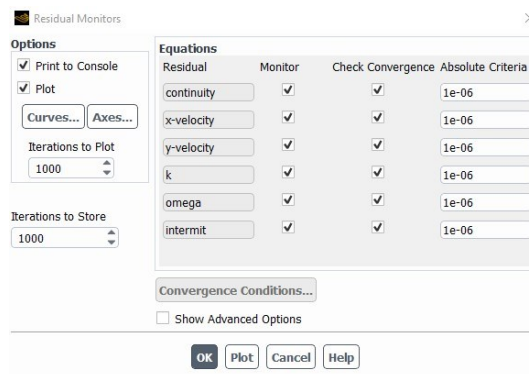 Residual Monitors
Options
Print to Console
Plot
Curves... Axes...
Iterations to Plot
1000
Iterations to Store
1000
Equations
Residual Monitor Check Convergence Absolute Criteria
continuity 1e-06
x-velocity 1e-06
y-velocity 1e-06
k 1e-06
omega 1e-06
intermit 1e-06
Convergence Conditions...
Show Advanced Options
OK Plot Cancel Help